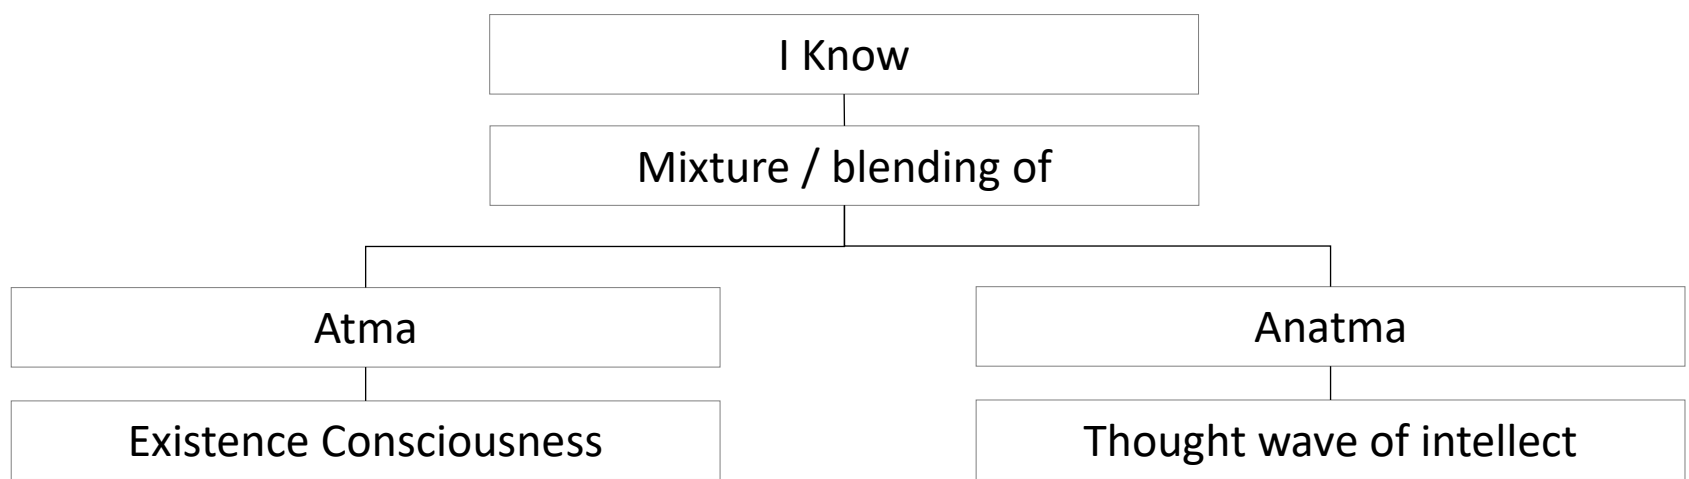 I Know
Mixture / blending of
Atma
Anatma
Existence Consciousness
Thought wave of intellect